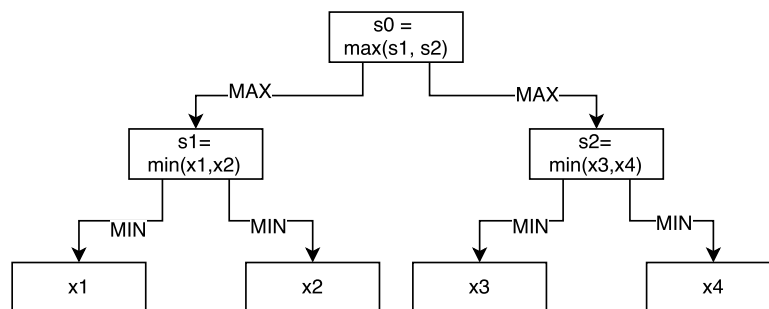 s0 =
max(s1, s2)
MAX
MAX
s1=
min(x1,x2)
s2=
min(x3,x4)
MIN
MIN
MIN
MIN
x1
x2
x3
x4